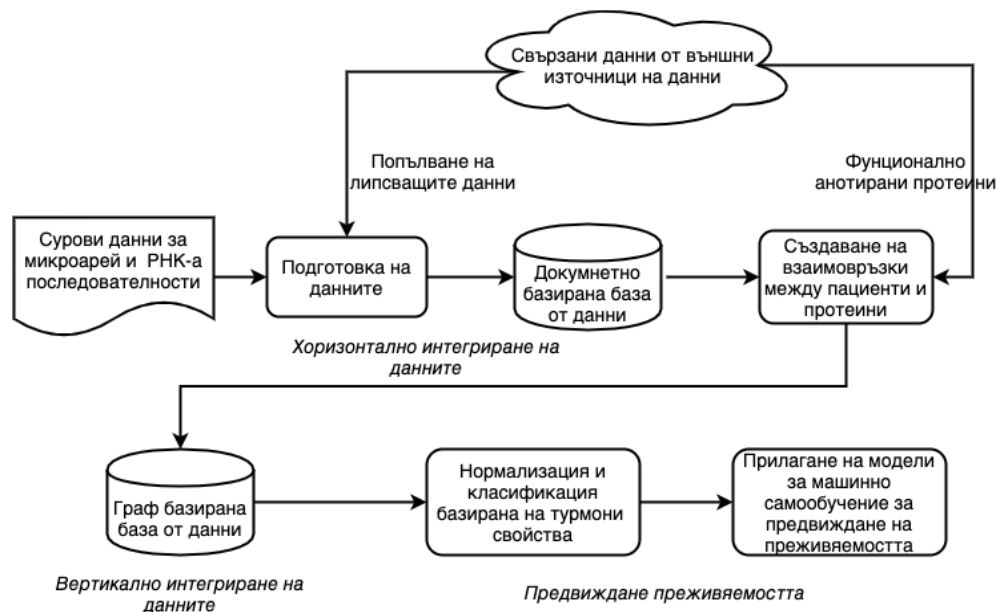 Свързани данни от външни
източници на данни
Попълване на
липсващите данни
Фунционално
анотирани протеини
Сурови данни за
микроарей и РНК-а
последователности
Подготовка на
данните
Докумнетно
базирана база
от данни
Създаване на
взаимовръзки
между пациенти и
протеини
Хоризонтално интегриране на
данните
Граф базирана
база от данни
Нормализация и
класификация
базирана на турмони
свойства
Прилагане на модели
за машинно
самообучение за
предвиждане на
преживяемостта
Вертикално интегриране на
данните
Предвиждане преживяемостта